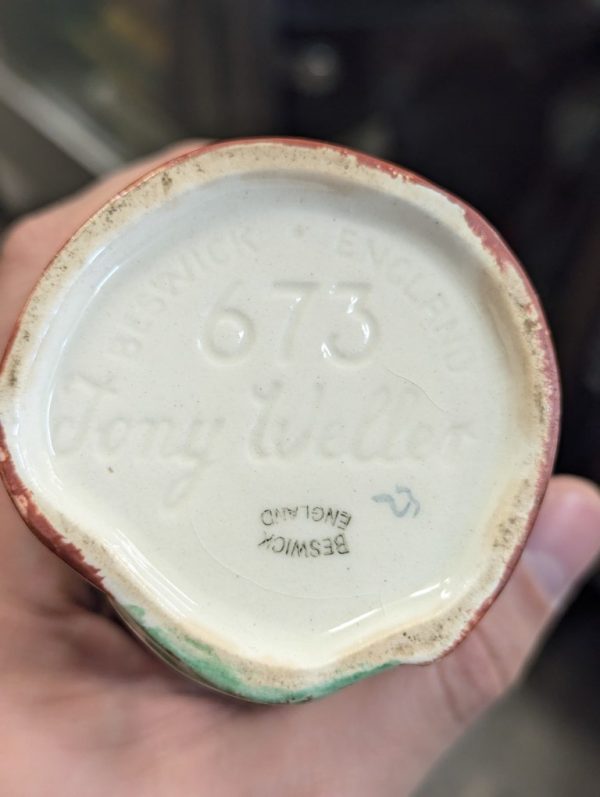 BESWICK • ENGLAND
673
Tony Weller
BESWICK
ENGLAND